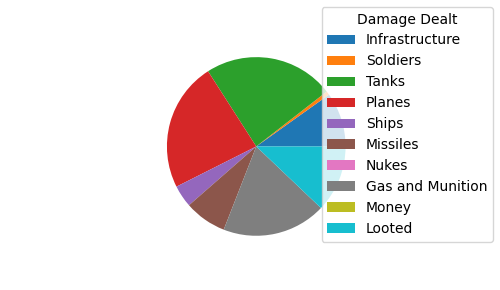 Damage Dealt
Infrastructure
Soldiers
Tanks
Planes
Ships
Missiles
Nukes
Gas and Munition
Money
Looted